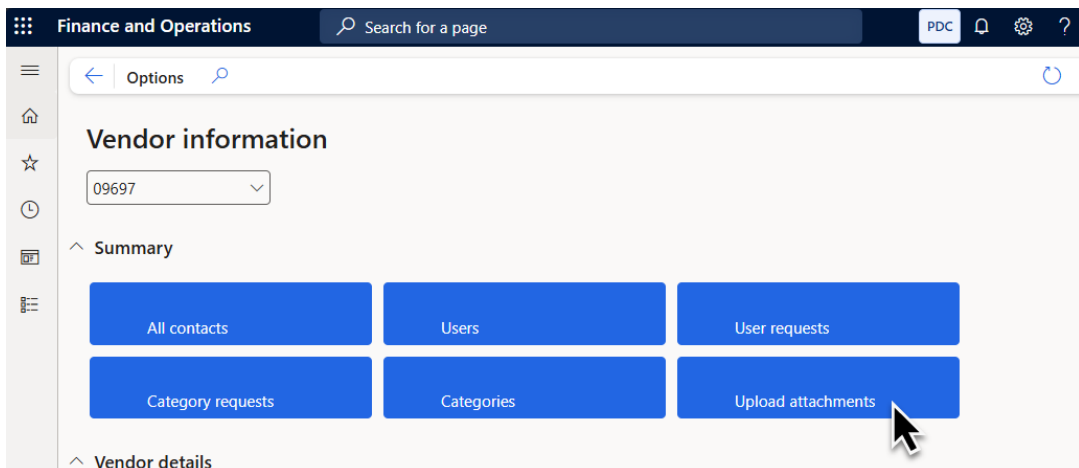 Finance and Operations
Search for a page
PDC
?
Options
Vendor information
09697
Summary
All contacts
Users
User requests
Category requests
Categories
Upload attachments
Vendor details